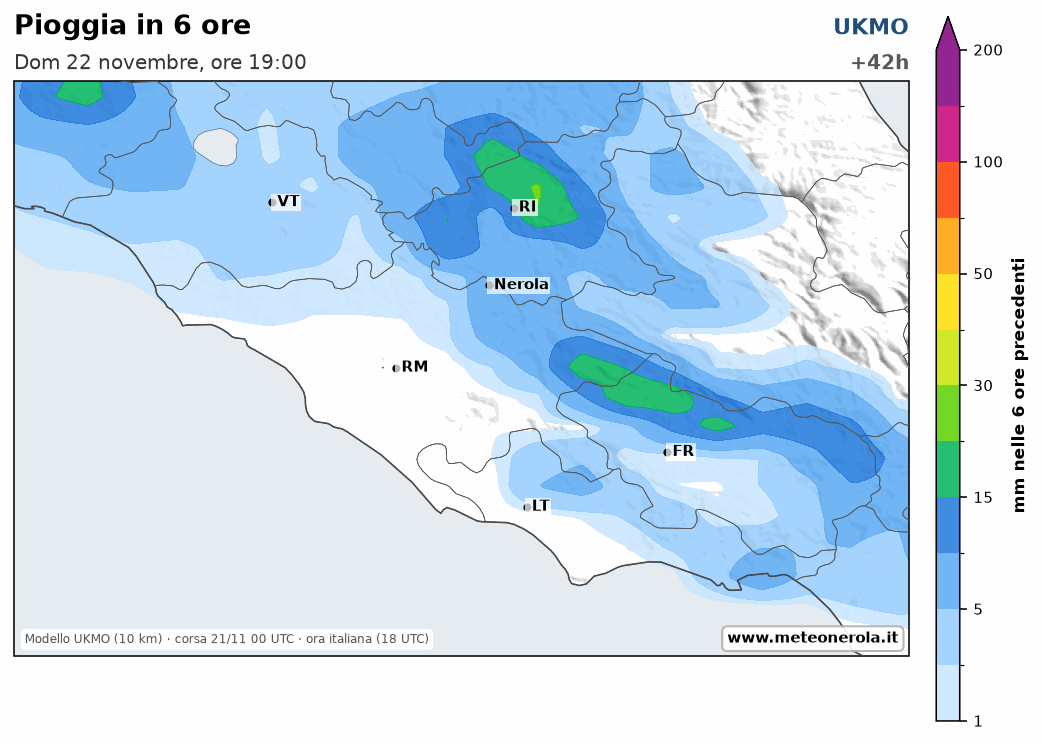 Pioggia in 6 ore
UKMO
Dom 22 novembre, ore 19:00
+42h
VT
RI
Nerola
RM
FR
LT
Modello UKMO (10 km) · corsa 21/11 00 UTC · ora italiana (18 UTC)
www.meteonerola.it
200
100
50
30
15
5
1
mm nelle 6 ore precedenti